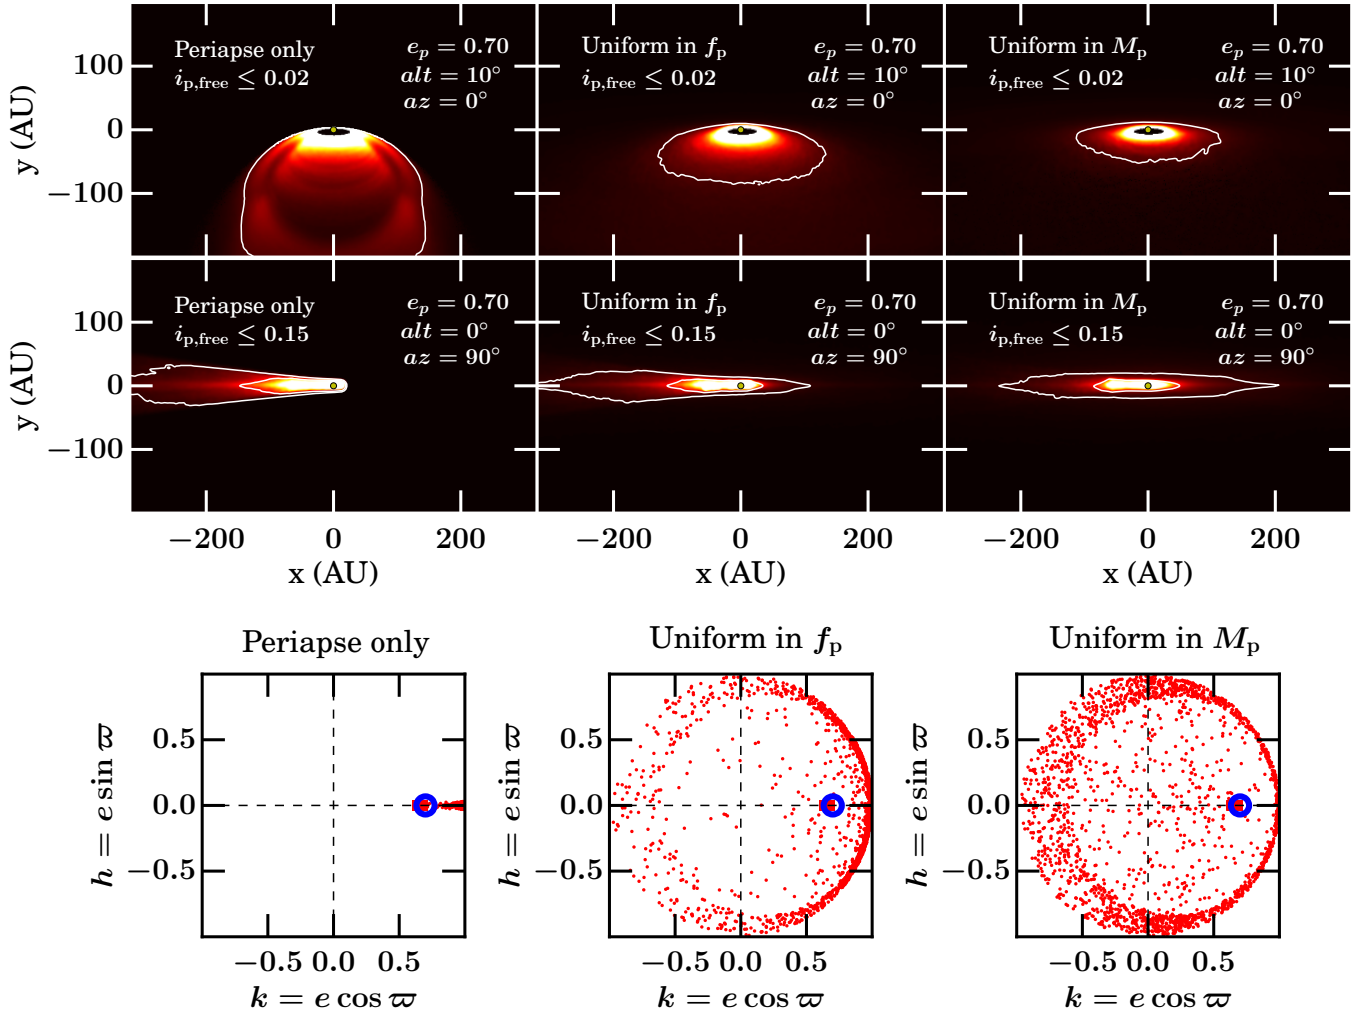 Periapse only
i_p,free ≤ 0.02
e_p = 0.70
alt = 10°
az = 0°
Uniform in f_p
i_p,free ≤ 0.02
e_p = 0.70
alt = 10°
az = 0°
Uniform in M_p
i_p,free ≤ 0.02
e_p = 0.70
alt = 10°
az = 0°
y (AU)
100
0
−100
Periapse only
i_p,free ≤ 0.15
e_p = 0.70
alt = 0°
az = 90°
Uniform in f_p
i_p,free ≤ 0.15
e_p = 0.70
alt = 0°
az = 90°
Uniform in M_p
i_p,free ≤ 0.15
e_p = 0.70
alt = 0°
az = 90°
y (AU)
100
0
−100
−200 0 200
−200 0 200
−200 0 200
x (AU)
x (AU)
x (AU)
Periapse only
h = e sin ϖ
0.5
0.0
−0.5
−0.5 0.0 0.5
k = e cos ϖ
Uniform in f_p
h = e sin ϖ
0.5
0.0
−0.5
−0.5 0.0 0.5
k = e cos ϖ
Uniform in M_p
h = e sin ϖ
0.5
0.0
−0.5
−0.5 0.0 0.5
k = e cos ϖ